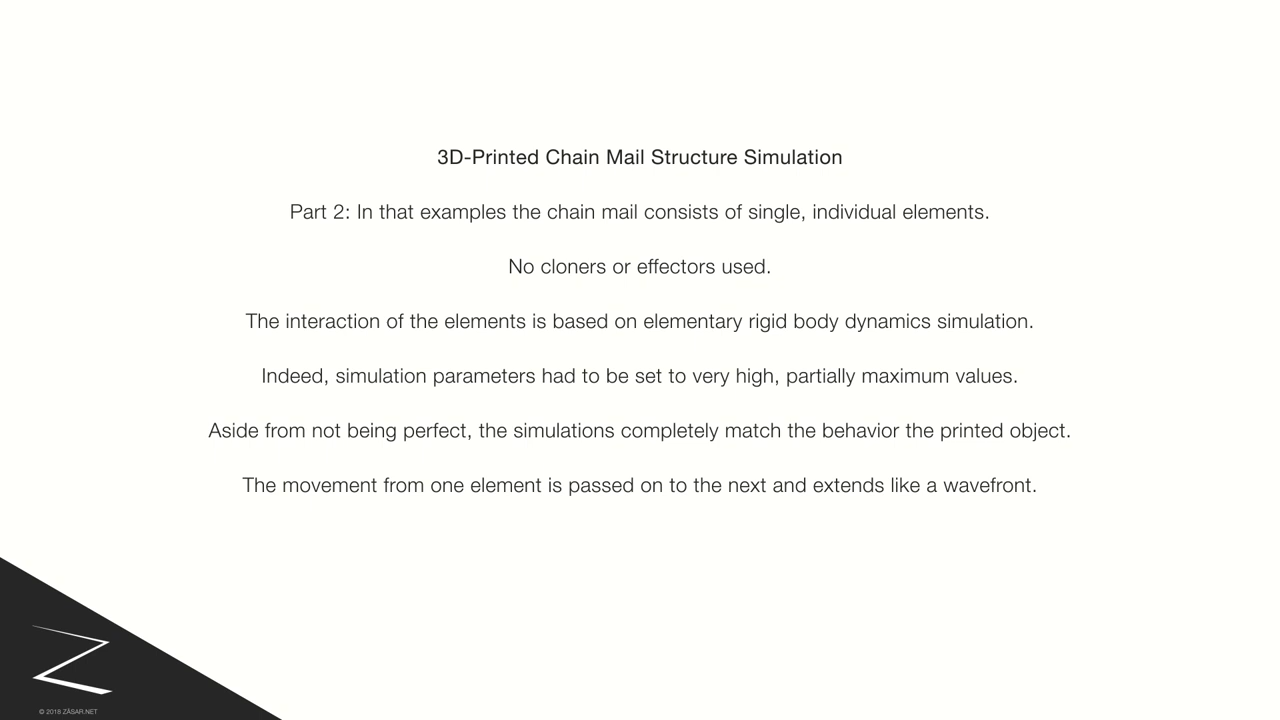 3D-Printed Chain Mail Structure Simulation
Part 2: In that examples the chain mail consists of single, individual elements.
No cloners or effectors used.
The interaction of the elements is based on elementary rigid body dynamics simulation.
Indeed, simulation parameters had to be set to very high, partially maximum values.
Aside from not being perfect, the simulations completely match the behavior the printed object.
The movement from one element is passed on to the next and extends like a wavefront.
Z
© 2018 ZÁSAR.NET